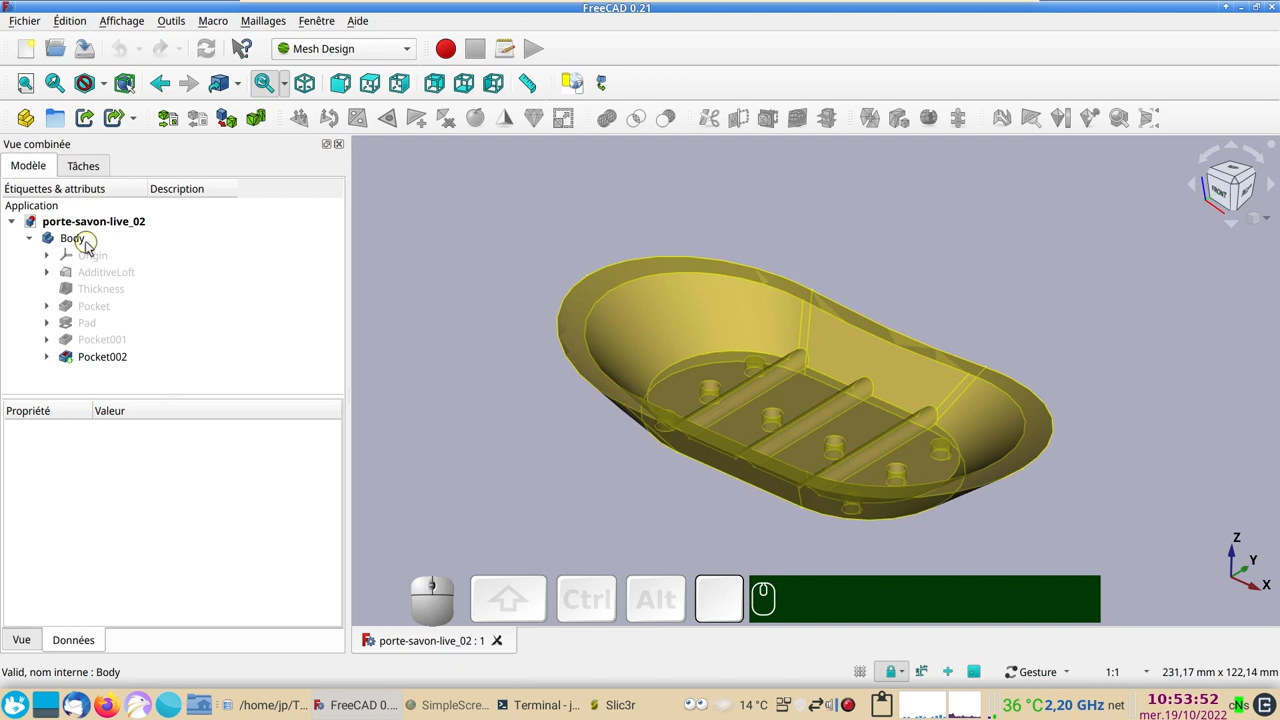 FreeCAD 0.21
Fichier Édition Affichage Outils Macro Maillages Fenêtre Aide
Mesh Design
Vue combinée
Modèle Tâches
Étiquettes & attributs Description
Application
porte-savon-live_02
Body
Origin
AdditiveLoft
Thickness
Pocket
Pad
Pocket001
Pocket002
Propriété Valeur
FRONT
Z
Y
X
Ctrl Alt
Vue Données
porte-savon-live_02 : 1
Valid, nom interne : Body
Gesture 1:1 231,17 mm x 122,14 mm
/home/jp/T... FreeCAD 0.... SimpleScre... Terminal - j... Slic3r 14 °C 36 °C 2,20 GHz net 10:53:52
mer.19/10/2022